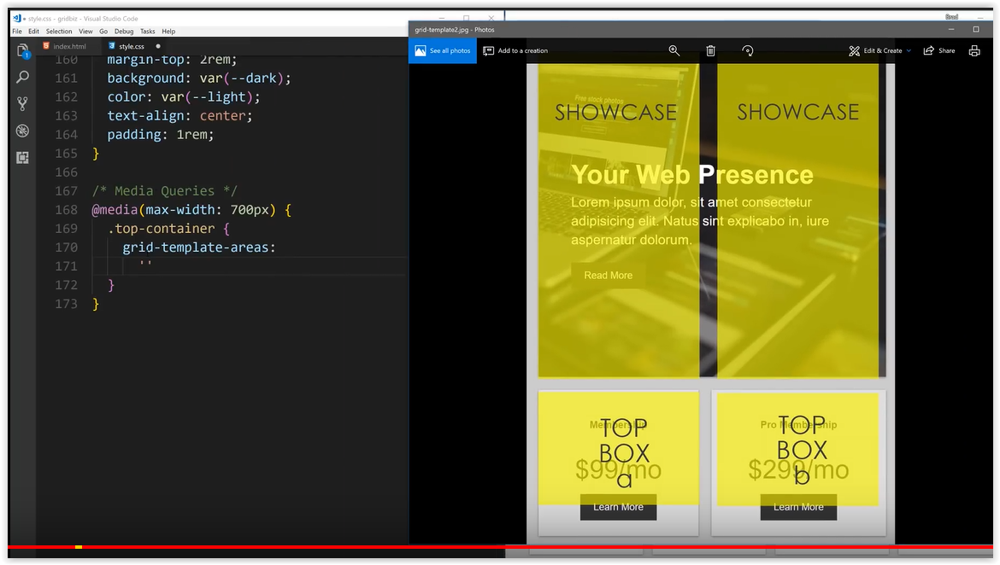 style.css - gridbiz - Visual Studio Code
Brad
File Edit Selection View Go Debug Tasks Help
grid-template2.jpg - Photos
index.html
style.css
See all photos
Add to a creation
Edit & Create
Share
1
160 margin-top: 2rem;
161 background: var(--dark);
162 color: var(--light);
163 text-align: center;
164 padding: 1rem;
165 }
166
167 /* Media Queries */
168 @media(max-width: 700px) {
169 .top-container {
170 grid-template-areas:
171 ''
172 }
173 }
Free stock photos
SHOWCASE
SHOWCASE
Your Web Presence
Lorem ipsum dolor, sit amet consectetur
adipisicing elit. Natus sint explicabo in, iure
aspernatur dolorum.
Read More
Membership
TOP
BOX
a
$99/mo
Learn More
Pro Membership
TOP
BOX
b
$299/mo
Learn More